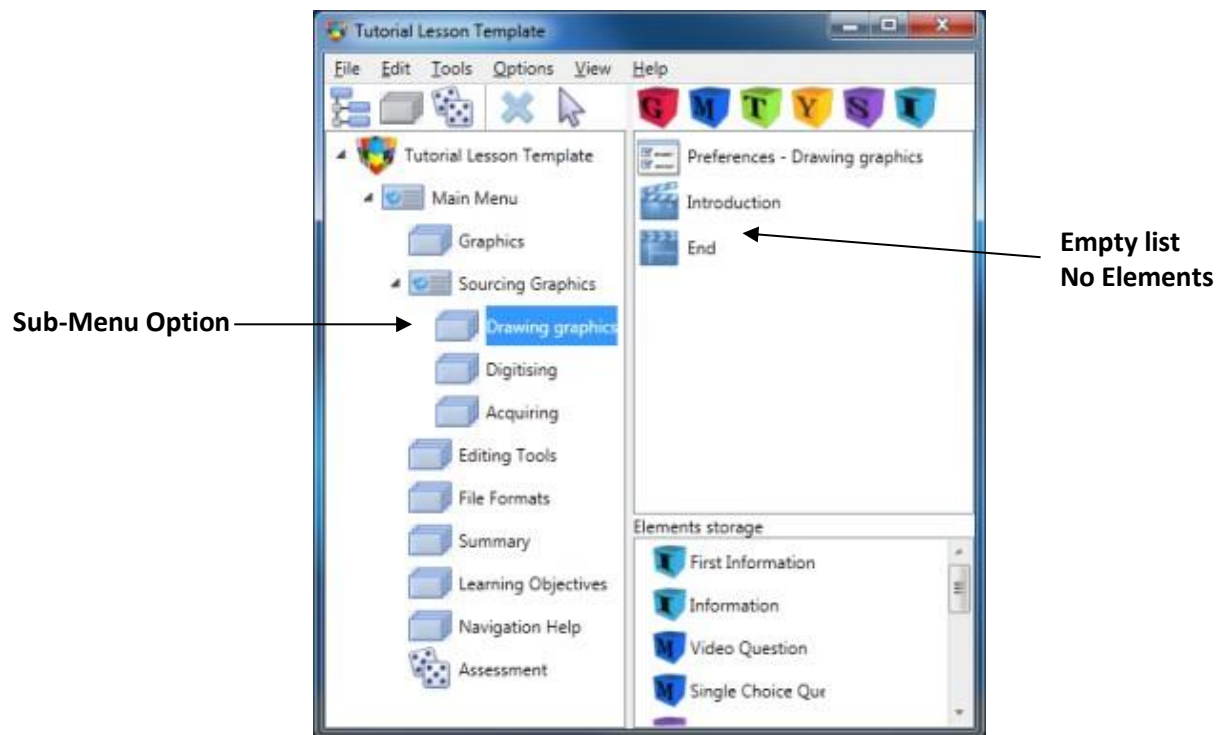 Tutorial Lesson Template
File Edit Tools Options View Help
G M T Y S I
Tutorial Lesson Template
Main Menu
Graphics
Sourcing Graphics
Drawing graphics
Digitising
Acquiring
Editing Tools
File Formats
Summary
Learning Objectives
Navigation Help
Assessment
Preferences - Drawing graphics
Introduction
End
Elements storage
I First Information
I Information
M Video Question
M Single Choice Que
Sub-Menu Option
Empty list
No Elements